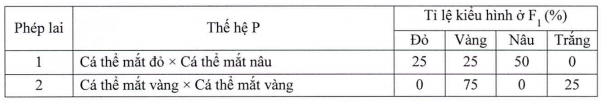 Phép lai Thế hệ P Tỉ lệ kiểu hình ở F1 (%)
Đỏ Vàng Nâu Trắng
1 Cá thể mắt đỏ × Cá thể mắt nâu 25 25 50 0
2 Cá thể mắt vàng × Cá thể mắt vàng 0 75 0 25